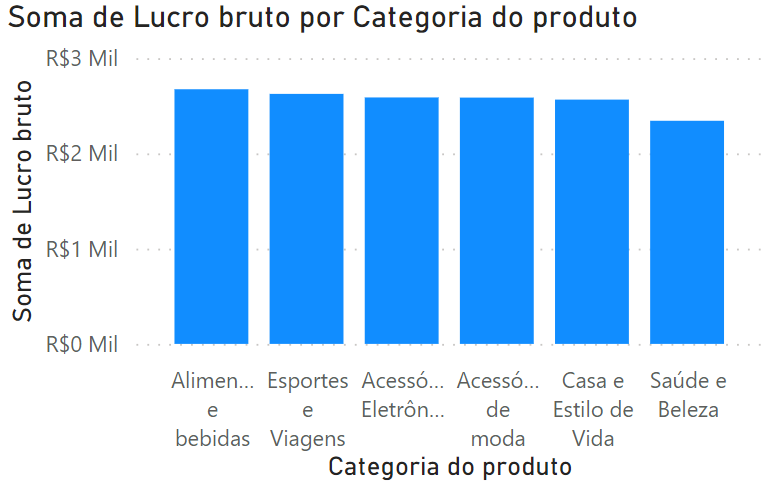 Soma de Lucro bruto por Categoria do produto
R$3 Mil
R$2 Mil
R$1 Mil
R$0 Mil
Soma de Lucro bruto
Alimen...
e
bebidas
Esportes
e
Viagens
Acessó...
Eletrôn...
Acessó...
de
moda
Casa e
Estilo de
Vida
Saúde e
Beleza
Categoria do produto